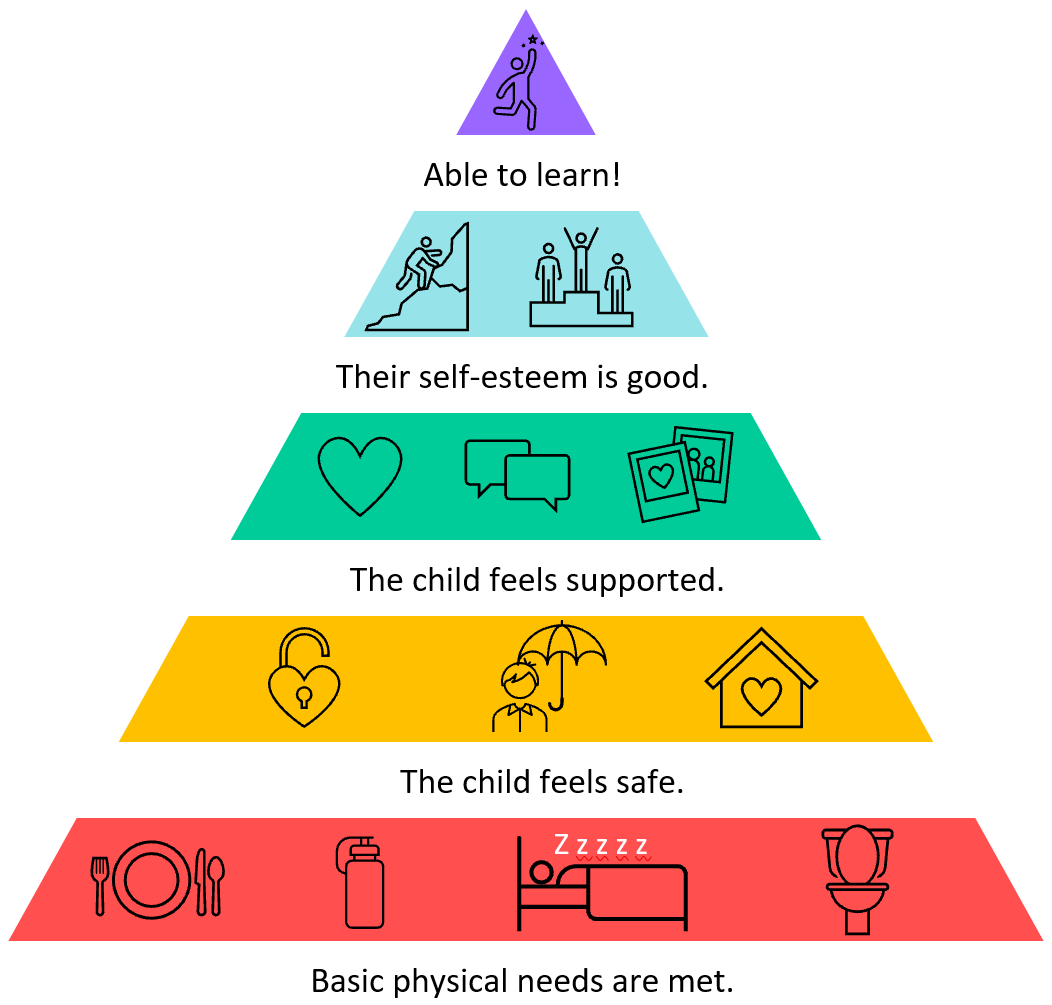 Able to learn!
Their self-esteem is good.
The child feels supported.
The child feels safe.
Z z z z z
Basic physical needs are met.